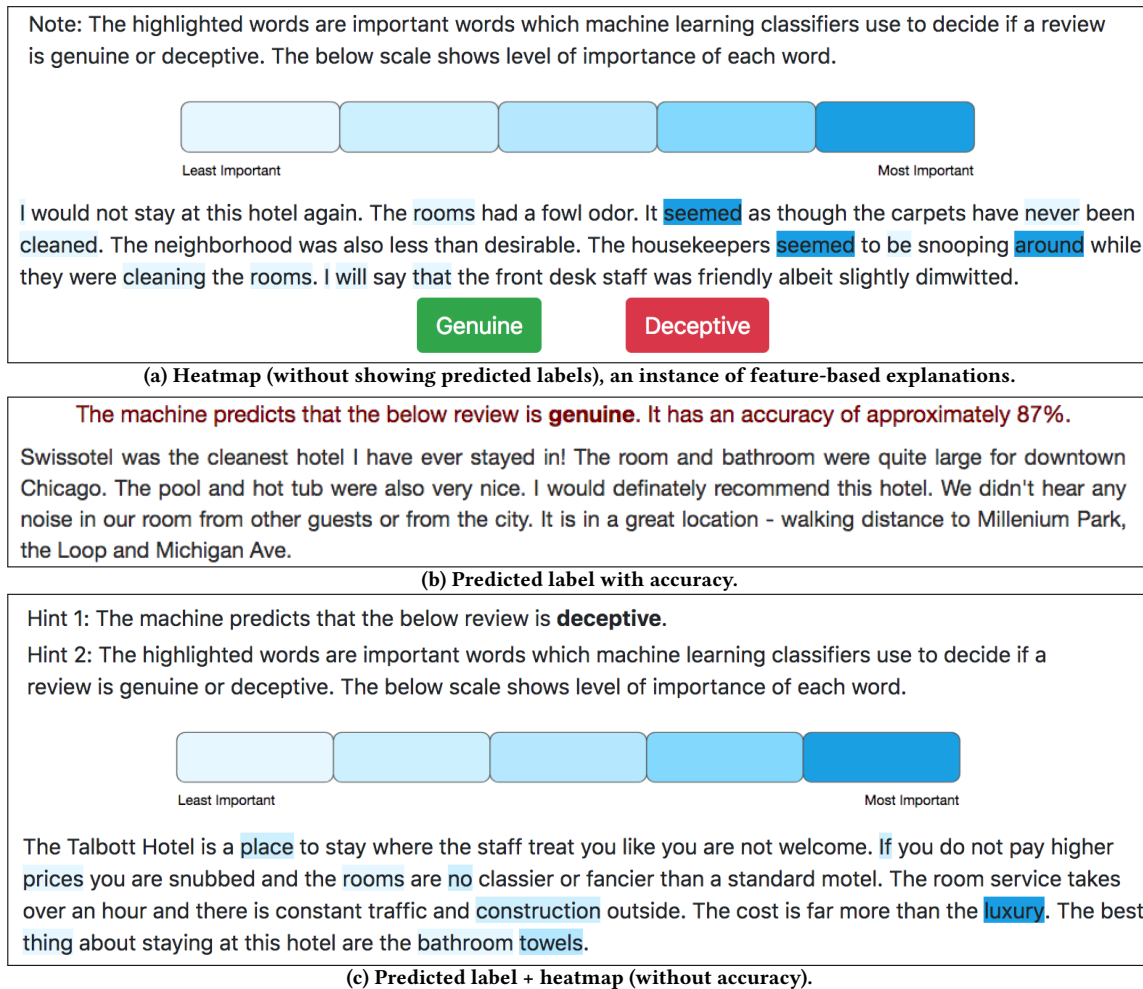 Note: The highlighted words are important words which machine learning classifiers use to decide if a review
is genuine or deceptive. The below scale shows level of importance of each word.
Least Important
Most Important
I would not stay at this hotel again. The rooms had a fowl odor. It seemed as though the carpets have never been
cleaned. The neighborhood was also less than desirable. The housekeepers seemed to be snooping around while
they were cleaning the rooms. I will say that the front desk staff was friendly albeit slightly dimwitted.
Genuine
Deceptive
(a) Heatmap (without showing predicted labels), an instance of feature-based explanations.
The machine predicts that the below review is genuine. It has an accuracy of approximately 87%.
Swissotel was the cleanest hotel I have ever stayed in! The room and bathroom were quite large for downtown
Chicago. The pool and hot tub were also very nice. I would definately recommend this hotel. We didn't hear any
noise in our room from other guests or from the city. It is in a great location - walking distance to Millenium Park,
the Loop and Michigan Ave.
(b) Predicted label with accuracy.
Hint 1: The machine predicts that the below review is deceptive.
Hint 2: The highlighted words are important words which machine learning classifiers use to decide if a
review is genuine or deceptive. The below scale shows level of importance of each word.
Least Important
Most Important
The Talbott Hotel is a place to stay where the staff treat you like you are not welcome. If you do not pay higher
prices you are snubbed and the rooms are no classier or fancier than a standard motel. The room service takes
over an hour and there is constant traffic and construction outside. The cost is far more than the luxury. The best
thing about staying at this hotel are the bathroom towels.
(c) Predicted label + heatmap (without accuracy).